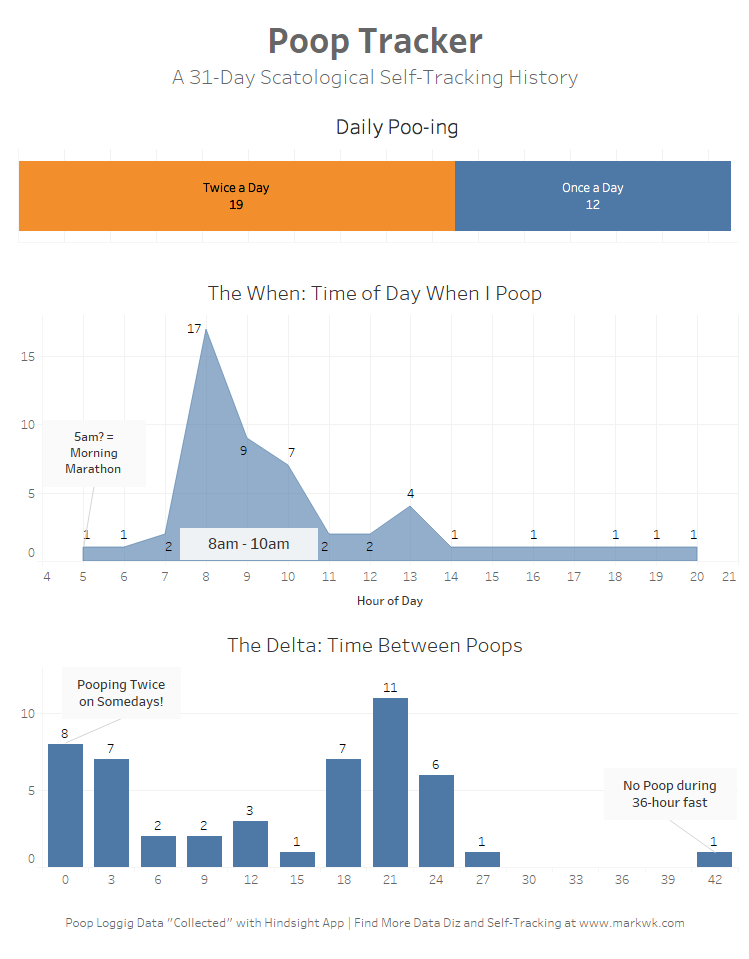 Poop Tracker
A 31-Day Scatological Self-Tracking History
Daily Poo-ing
Twice a Day
19
Once a Day
12
The When: Time of Day When I Poop
17
15
10
5am? =
Morning
Marathon
9
7
5
4
1
1
2
8am - 10am
2
2
1
1
1
1
1
0
4 5 6 7 8 9 10 11 12 13 14 15 16 17 18 19 20 21
Hour of Day
The Delta: Time Between Poops
Pooping Twice
on Somedays!
11
10
8
7
7
6
No Poop during
36-hour fast
5
2
2
3
1
1
1
0
0 3 6 9 12 15 18 21 24 27 30 33 36 39 42
Poop Loggig Data "Collected" with Hindsight App | Find More Data Diz and Self-Tracking at www.markwk.com